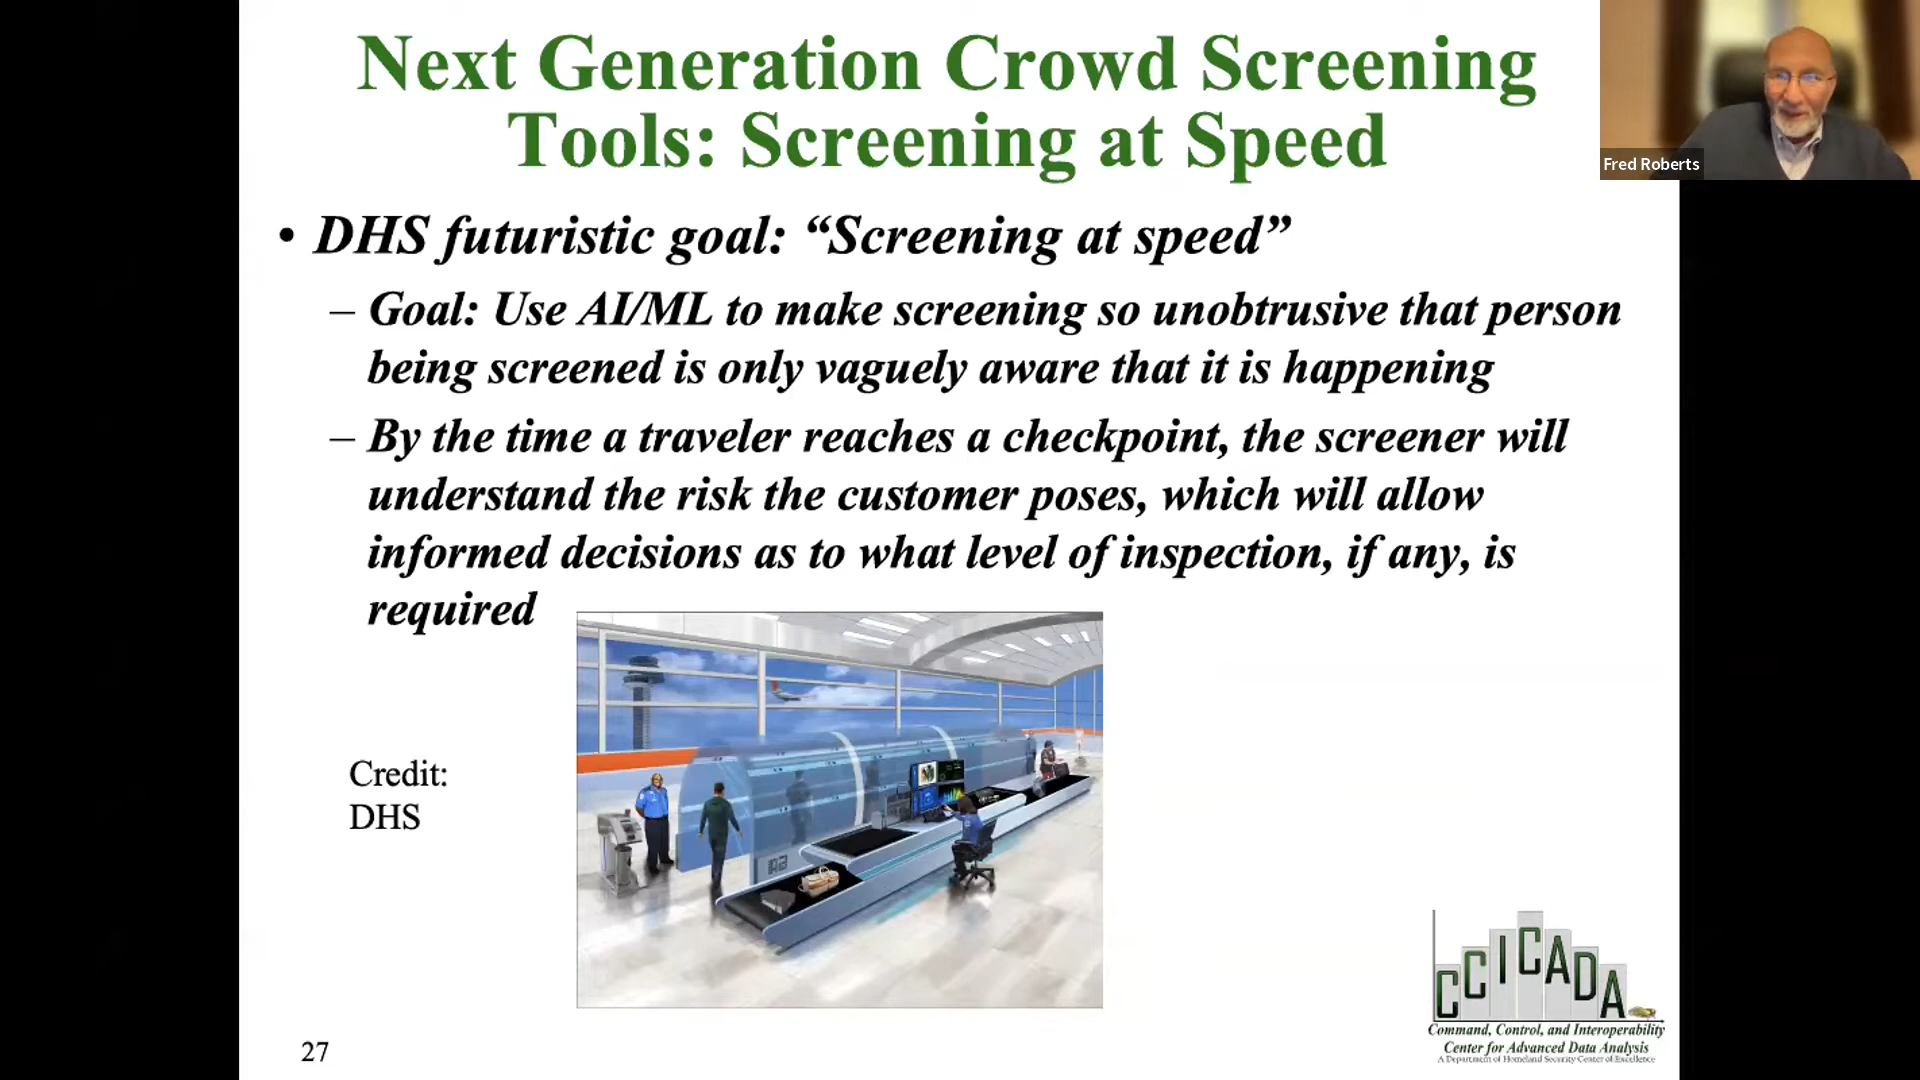 Next Generation Crowd Screening
Tools: Screening at Speed
Fred Roberts
• DHS futuristic goal: “Screening at speed”
– Goal: Use AI/ML to make screening so unobtrusive that person
being screened is only vaguely aware that it is happening
– By the time a traveler reaches a checkpoint, the screener will
understand the risk the customer poses, which will allow
informed decisions as to what level of inspection, if any, is
required
Credit:
DHS
A2
CCICADA
Command, Control, and Interoperability
Center for Advanced Data Analysis
A Department of Homeland Security Center of Excellence
27